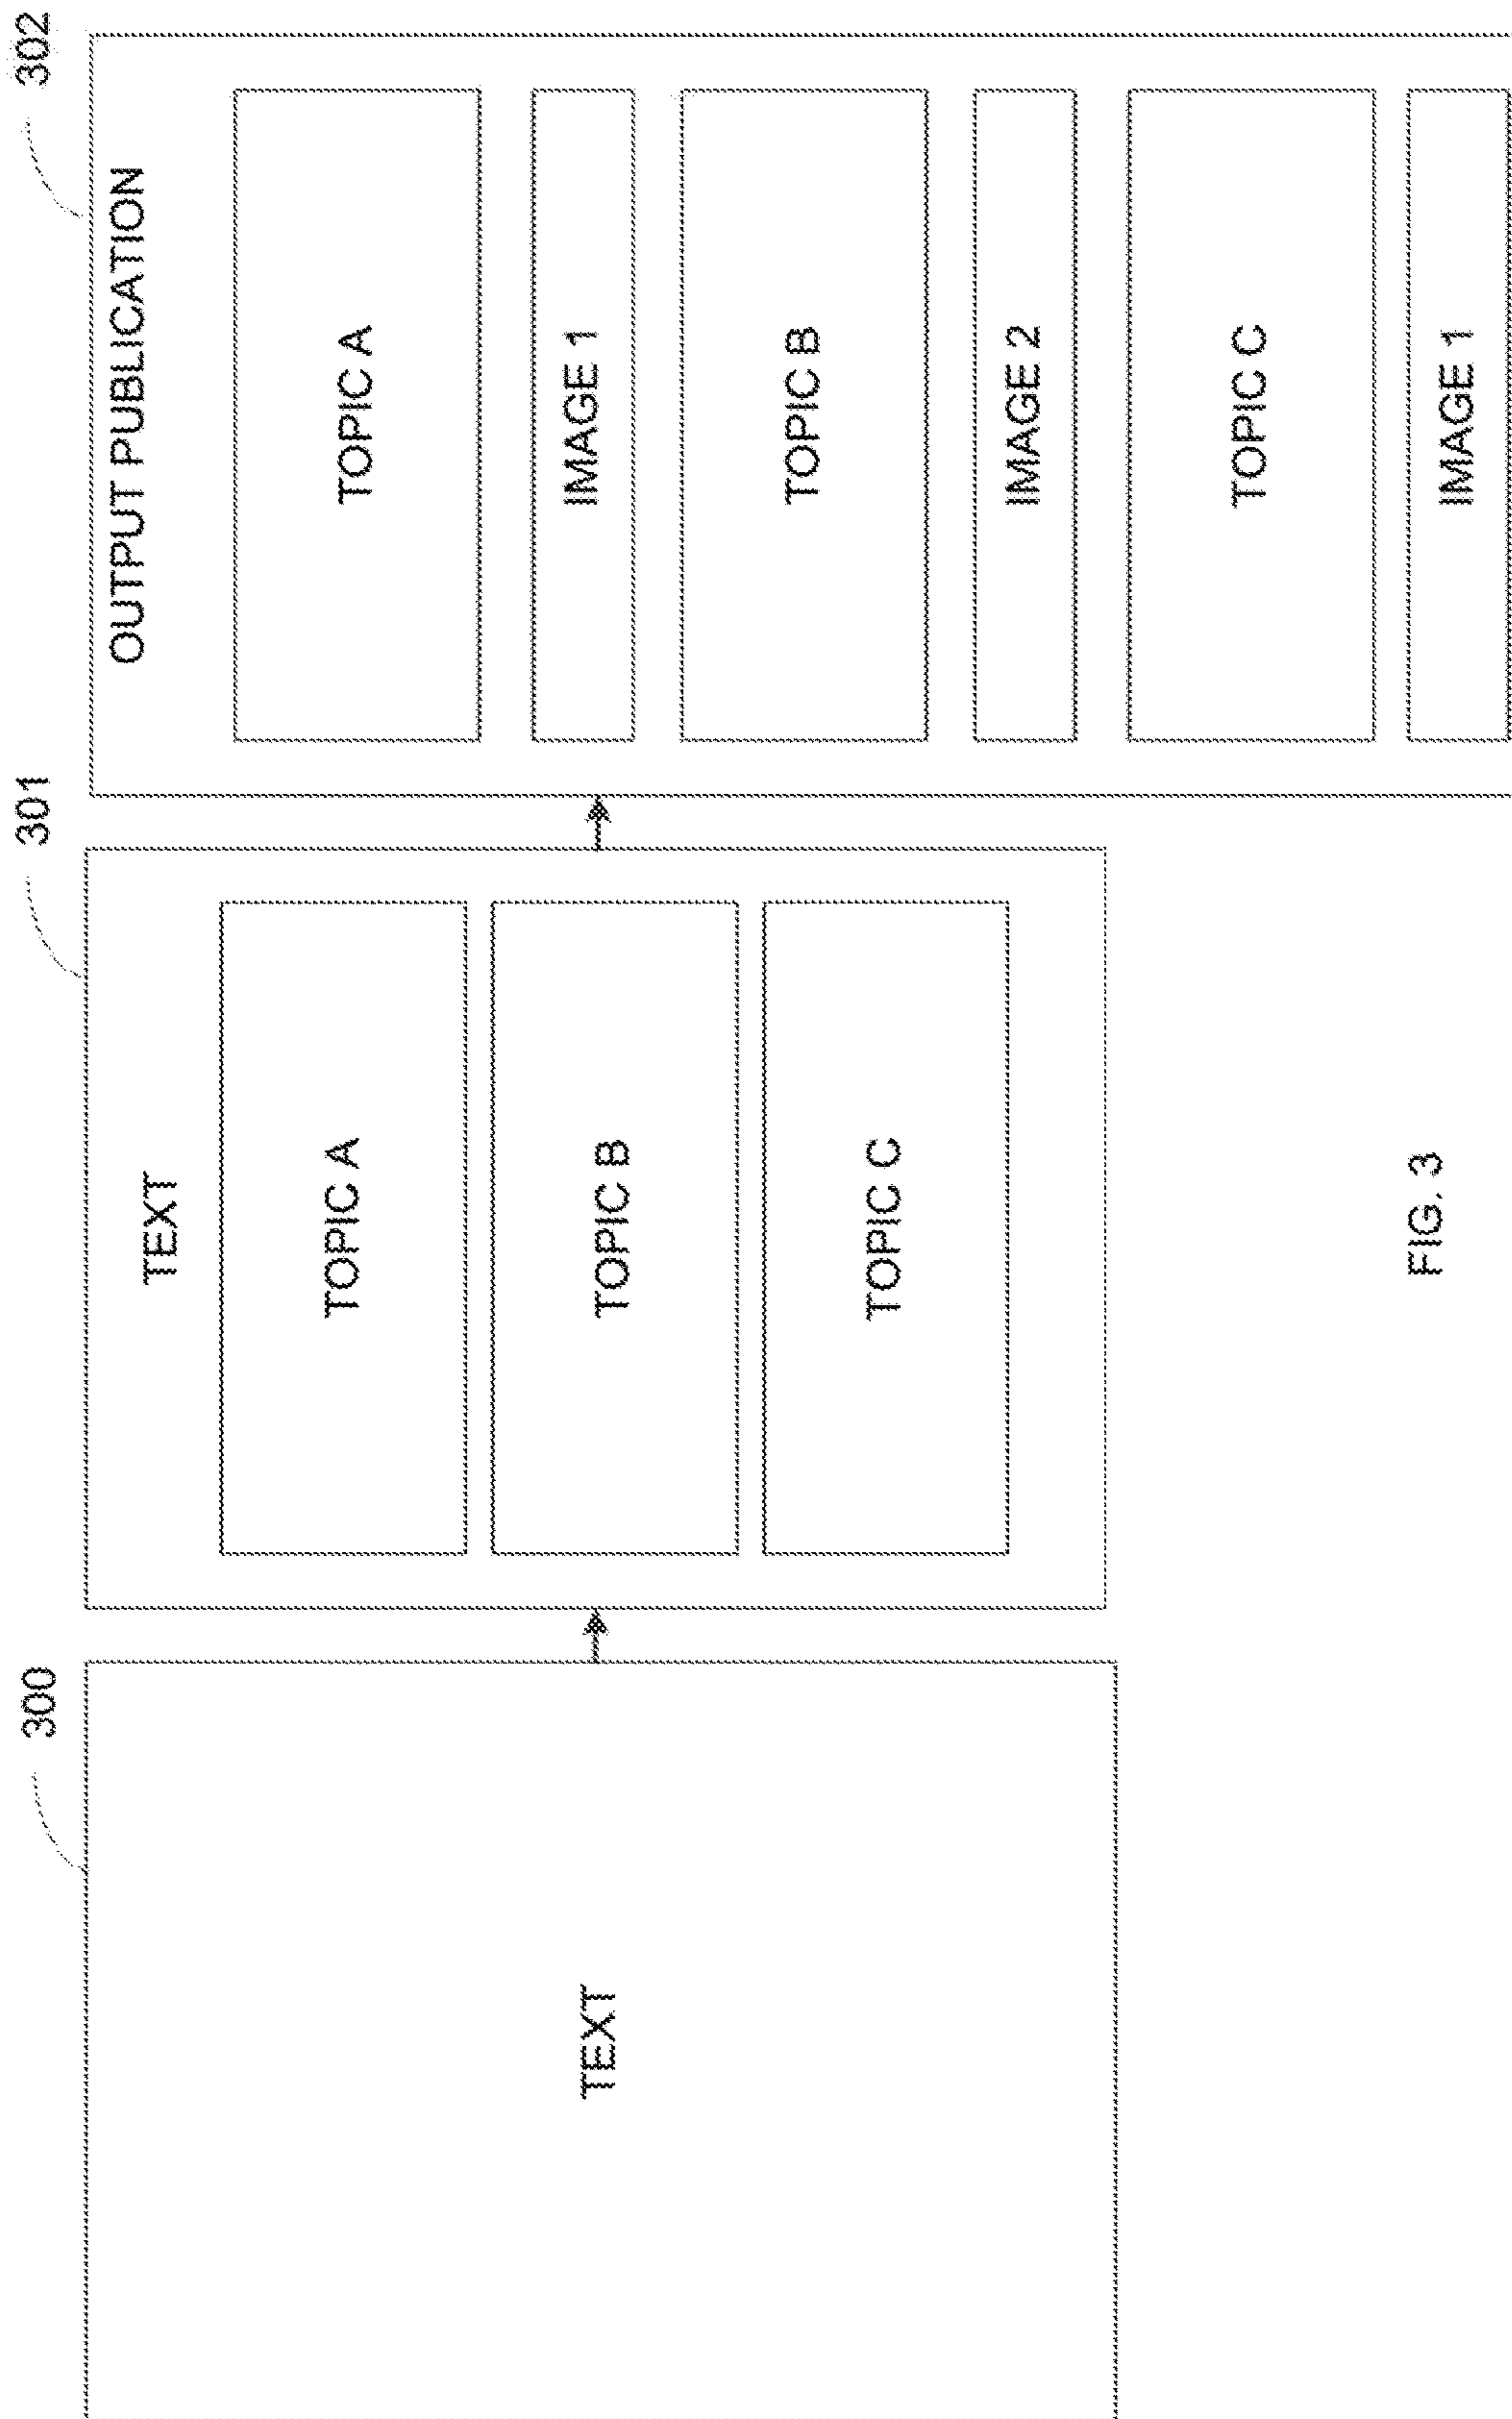 300
TEXT
301
TEXT
TOPIC A
TOPIC B
TOPIC C
302
OUTPUT PUBLICATION
TOPIC A
IMAGE 1
TOPIC B
IMAGE 2
TOPIC C
IMAGE 1
FIG. 3